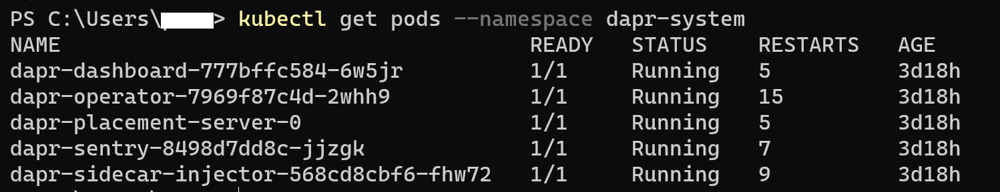 PS C:\Users\> kubectl get pods --namespace dapr-system
NAME READY STATUS RESTARTS AGE
dapr-dashboard-777bffc584-6w5jr 1/1 Running 5 3d18h
dapr-operator-7969f87c4d-2whh9 1/1 Running 15 3d18h
dapr-placement-server-0 1/1 Running 5 3d18h
dapr-sentry-8498d7dd8c-jjzgk 1/1 Running 7 3d18h
dapr-sidecar-injector-568cd8cbf6-fhw72 1/1 Running 9 3d18h